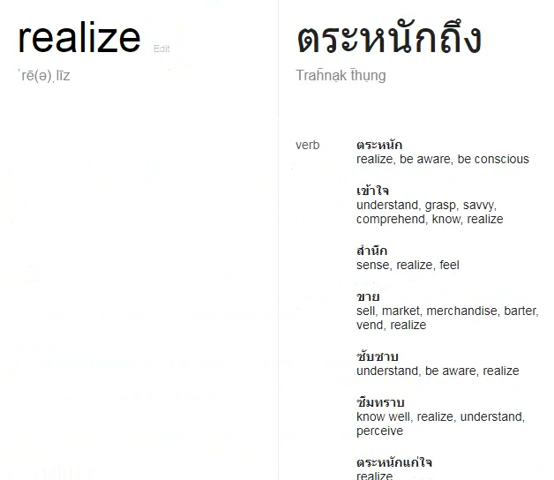 realize Edit
ˈrē(ə)ˌlīz
ตระหนักถึง
Trah̄nạk t̄hụng
verb
ตระหนัก
realize, be aware, be conscious
เข้าใจ
understand, grasp, savvy,
comprehend, know, realize
สำนึก
sense, realize, feel
ขาย
sell, market, merchandise, barter,
vend, realize
ซับซาบ
understand, be aware, realize
ซึมทราบ
know well, realize, understand,
perceive
ตระหนักแก่ใจ
realize